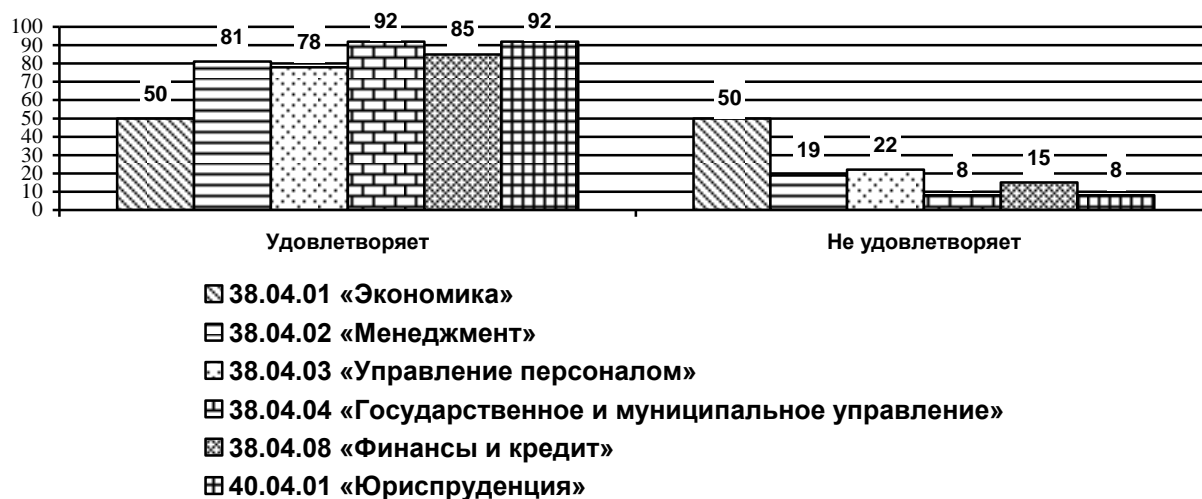 100
90
80
70
60
50
40
30
20
10
0
50
81
78
92
85
92
50
19
22
8
15
8
Удовлетворяет
Не удовлетворяет
38.04.01 «Экономика»
38.04.02 «Менеджмент»
38.04.03 «Управление персоналом»
38.04.04 «Государственное и муниципальное управление»
38.04.08 «Финансы и кредит»
40.04.01 «Юриспруденция»